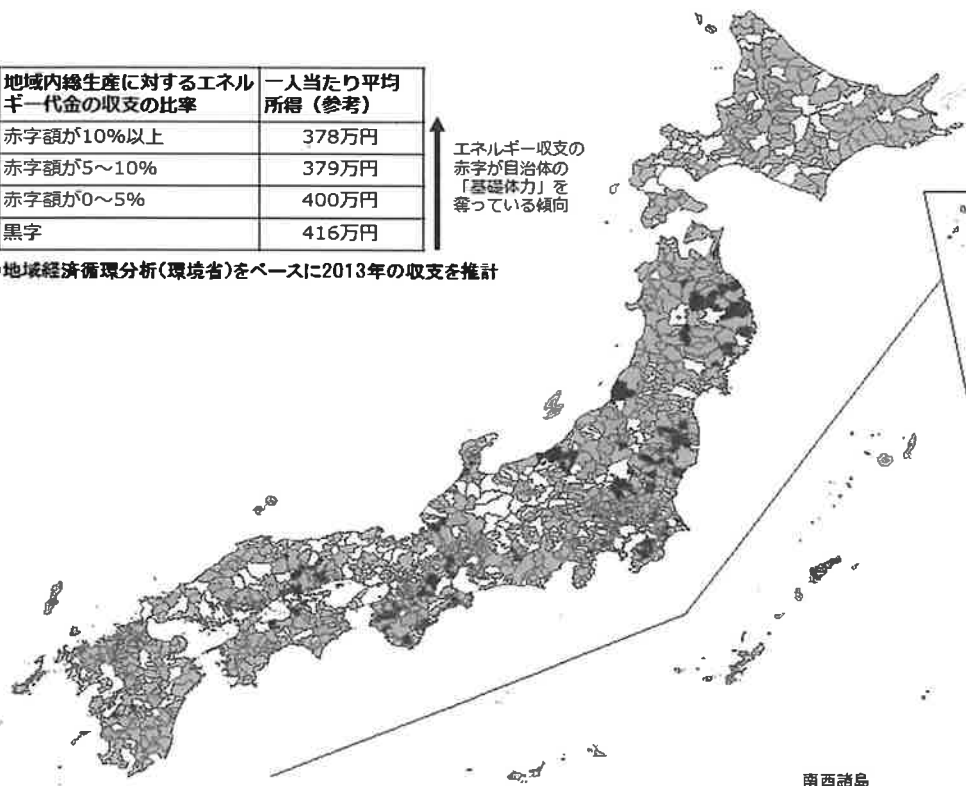 地域内総生産に対するエネル
ギー代金の収支の比率
一人当たり平均
所得（参考）
赤字額が10%以上
378万円
赤字額が5～10%
379万円
赤字額が0～5%
400万円
黒字
416万円
エネルギー収支の
赤字が自治体の
「基礎体力」を
奪っている傾向
地域経済循環分析(環境省)をベースに2013年の収支を推計
南西諸島